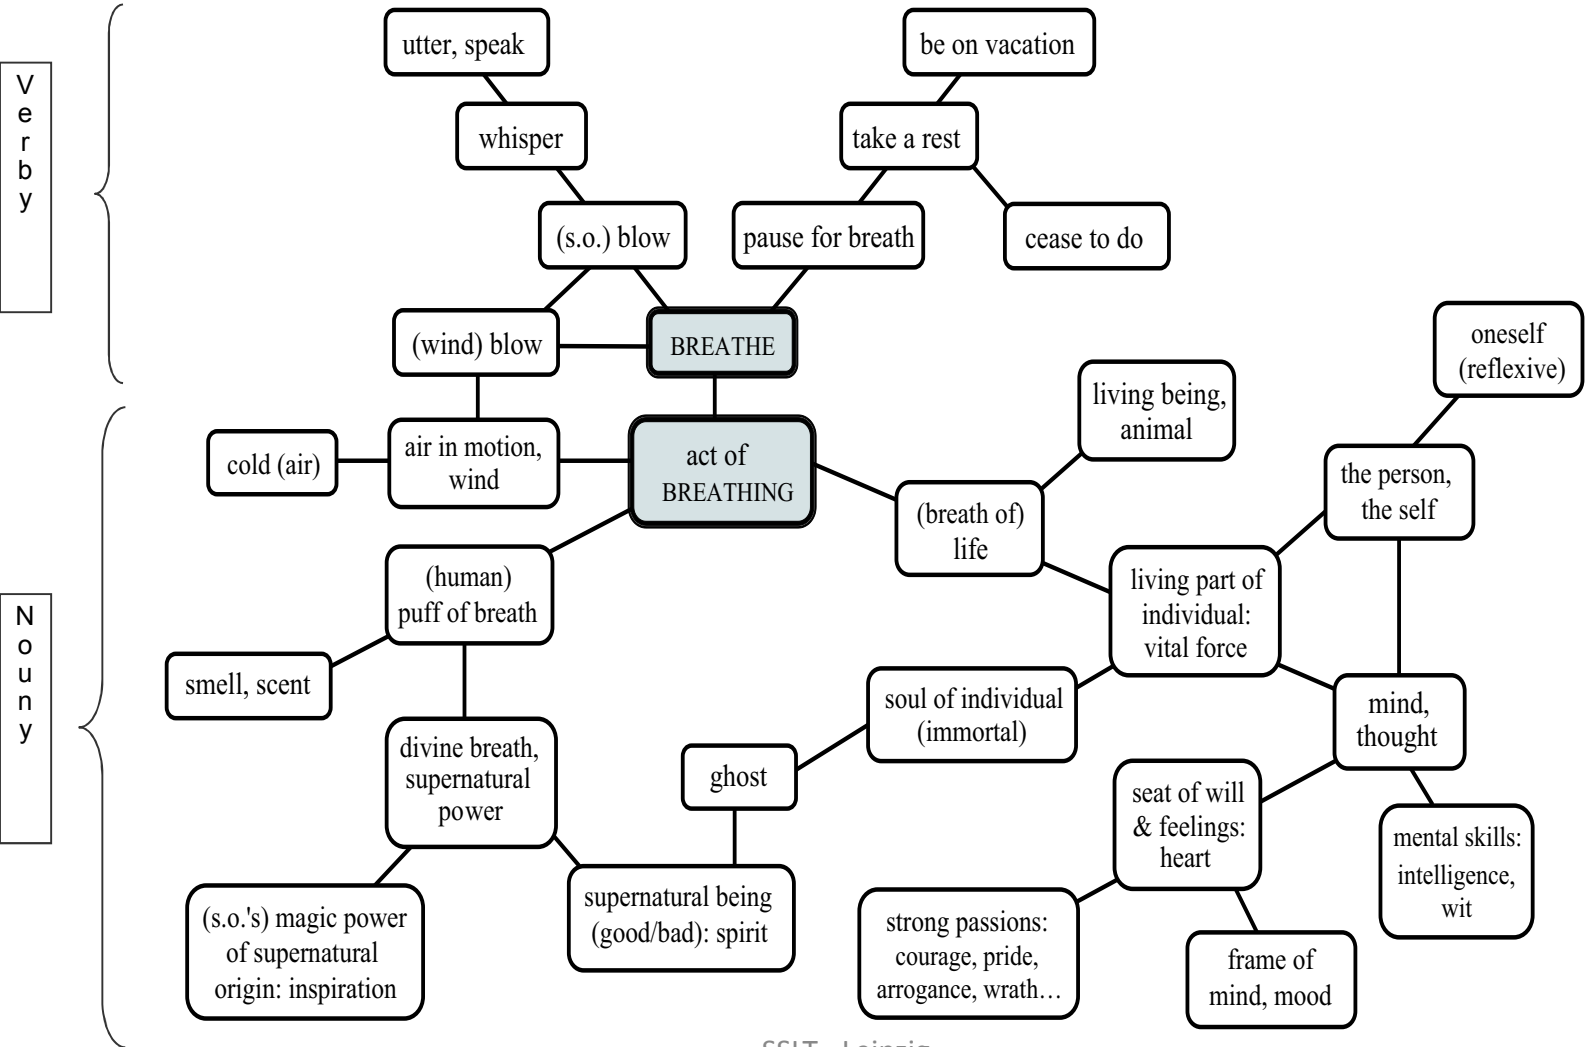 Verby
utter, speak
be on vacation
whisper
take a rest
(s.o.) blow
pause for breath
cease to do
(wind) blow
BREATHE
oneself
(reflexive)
living being,
animal
Nouny
cold (air)
air in motion,
wind
act of
BREATHING
(breath of)
life
the person,
the self
(human)
puff of breath
living part of
individual:
vital force
smell, scent
soul of individual
(immortal)
mind,
thought
divine breath,
supernatural
power
ghost
seat of will
& feelings:
heart
mental skills:
intelligence,
wit
(s.o.'s) magic power
of supernatural
origin: inspiration
supernatural being
(good/bad): spirit
strong passions:
courage, pride,
arrogance, wrath…
frame of
mind, mood